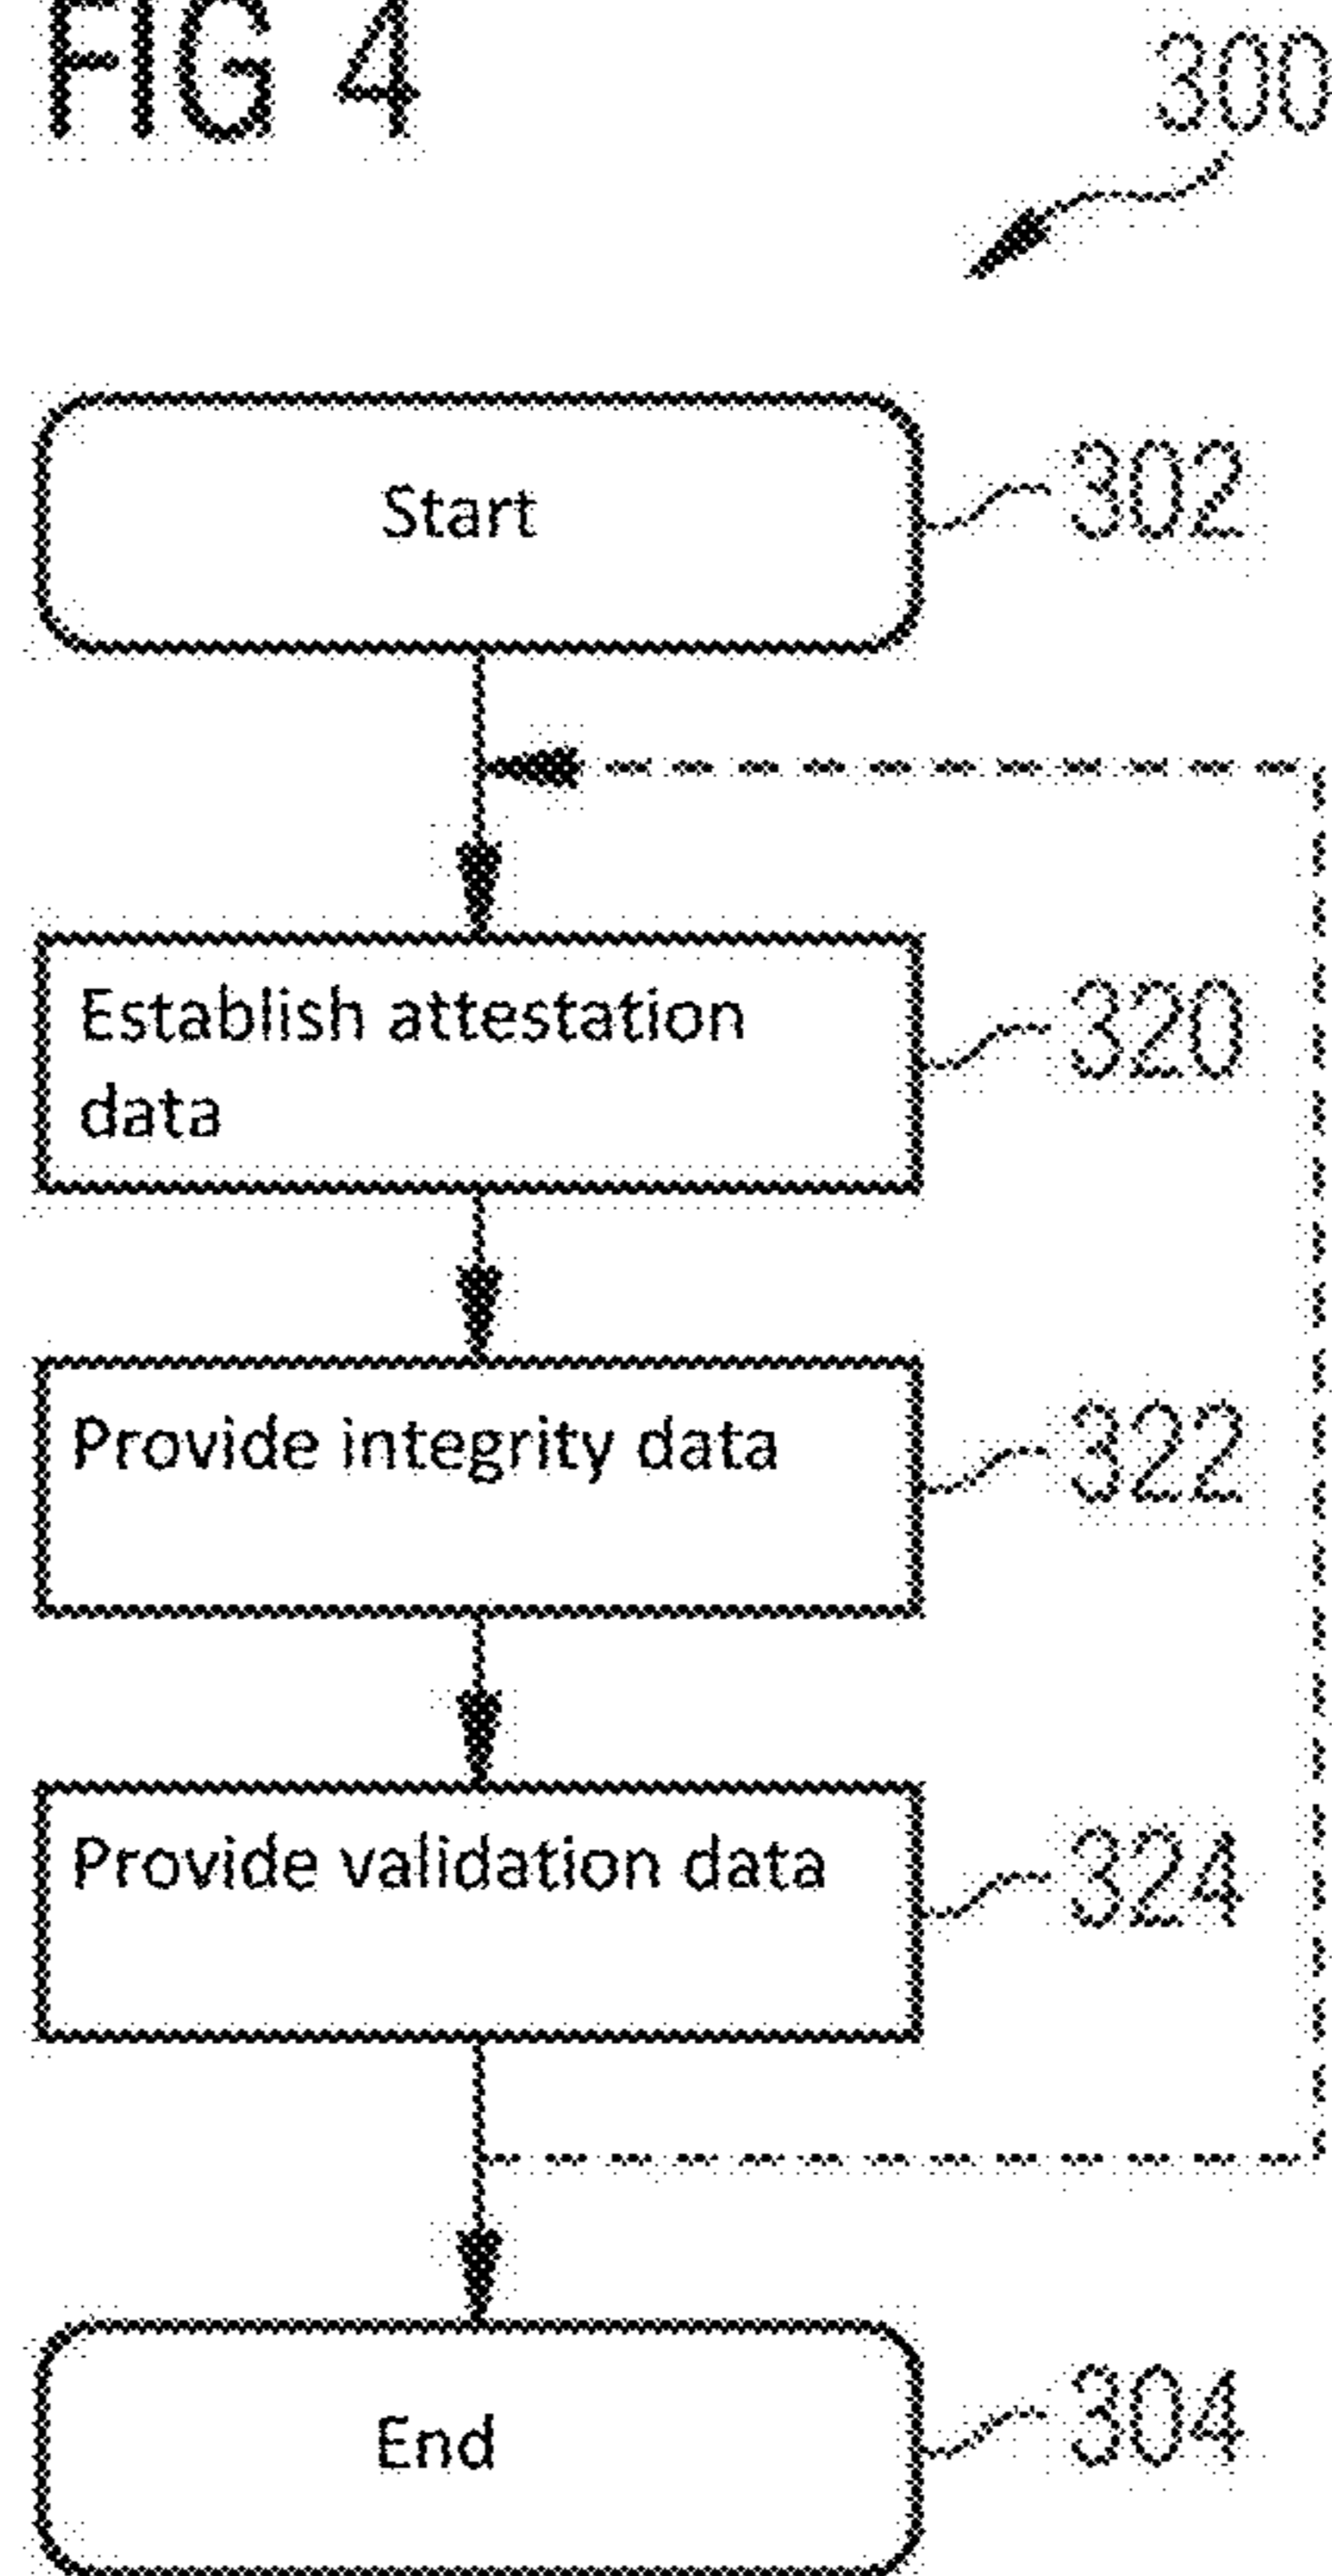 FIG 4
300
Start
302
Establish attestation
data
320
Provide integrity data
322
Provide validation data
324
End
304